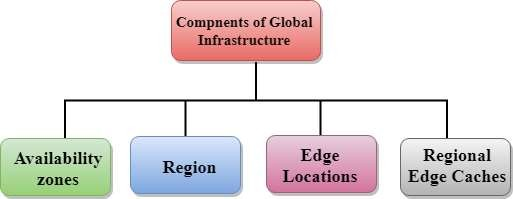 Compnents of Global
Infrastructure
Availability
zones
Region
Edge
Locations
Regional
Edge Caches